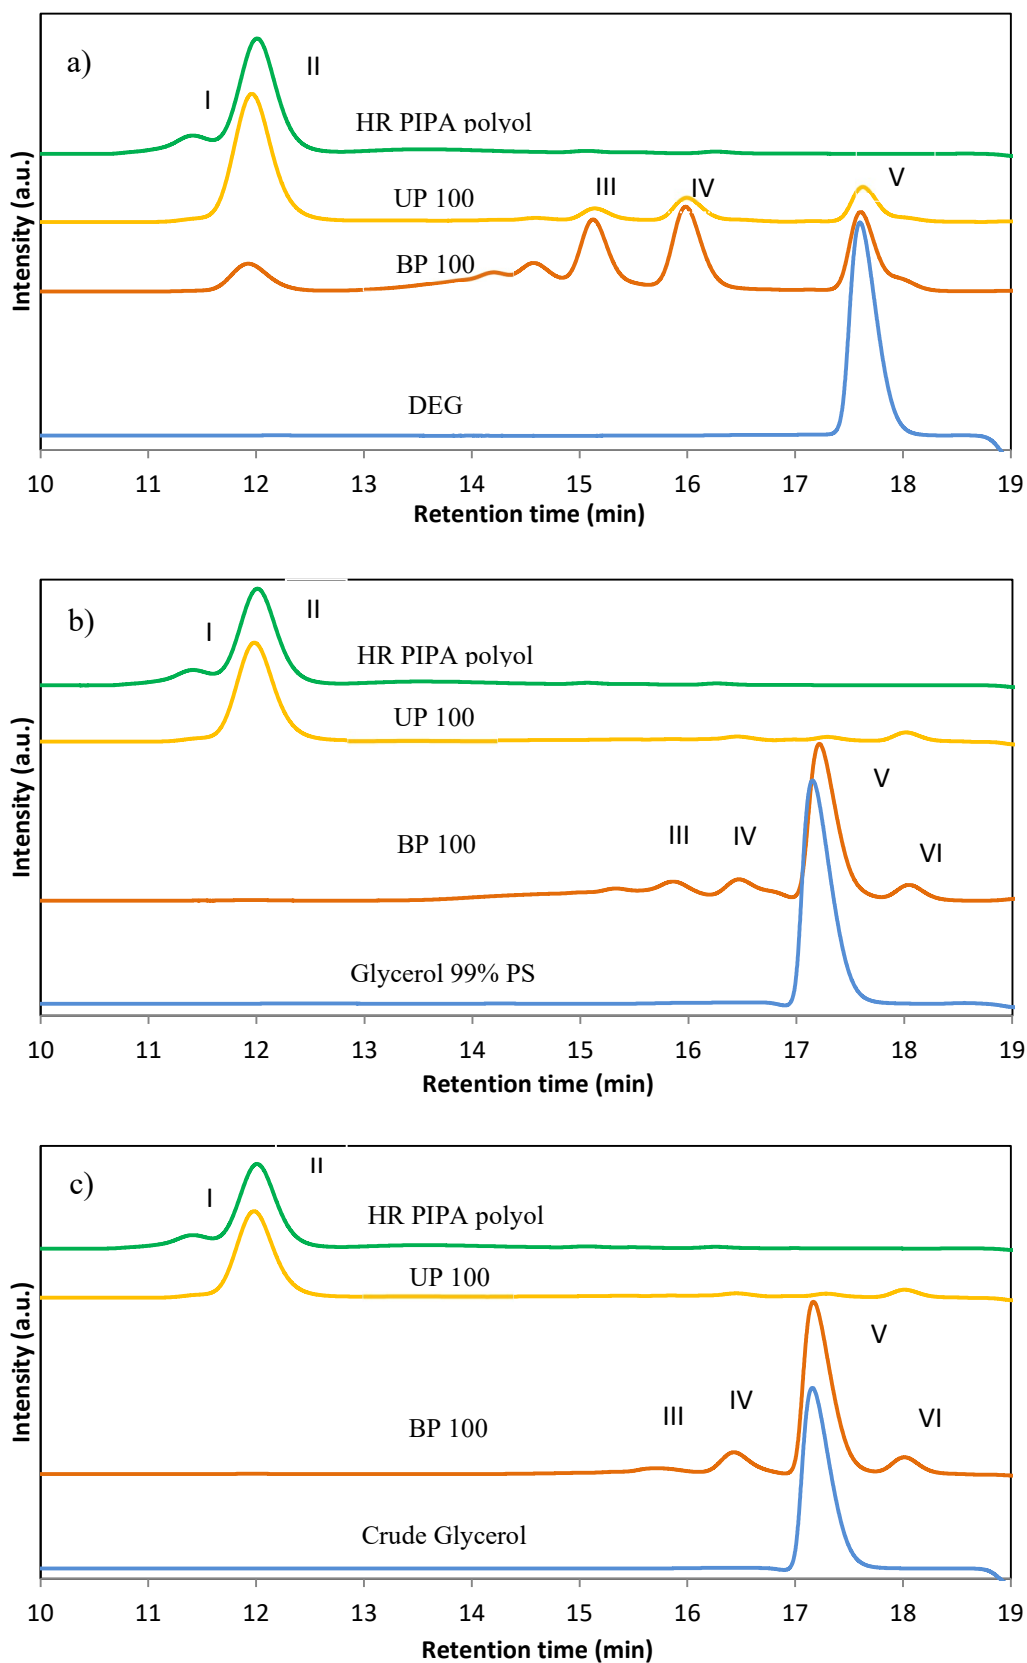 a)
I
II
HR PIPA polyol
UP 100
III
IV
V
BP 100
DEG
Intensity (a.u.)
10 11 12 13 14 15 16 17 18 19
Retention time (min)
b)
I
II
HR PIPA polyol
UP 100
BP 100
III
IV
V
VI
Glycerol 99% PS
Intensity (a.u.)
10 11 12 13 14 15 16 17 18 19
Retention time (min)
c)
I
II
HR PIPA polyol
UP 100
BP 100
III
IV
V
VI
Crude Glycerol
Intensity (a.u.)
10 11 12 13 14 15 16 17 18 19
Retention time (min)